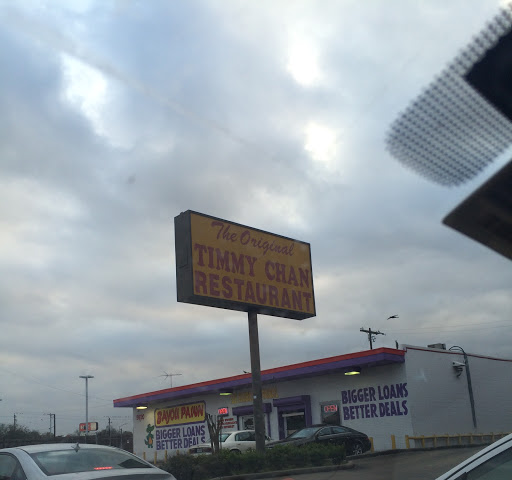 The Original
TIMMY CHAN
RESTAURANT
BAYOU PAWN
BIGGER LOANS
BETTER DEALS
BIGGER LOANS
BETTER DEALS